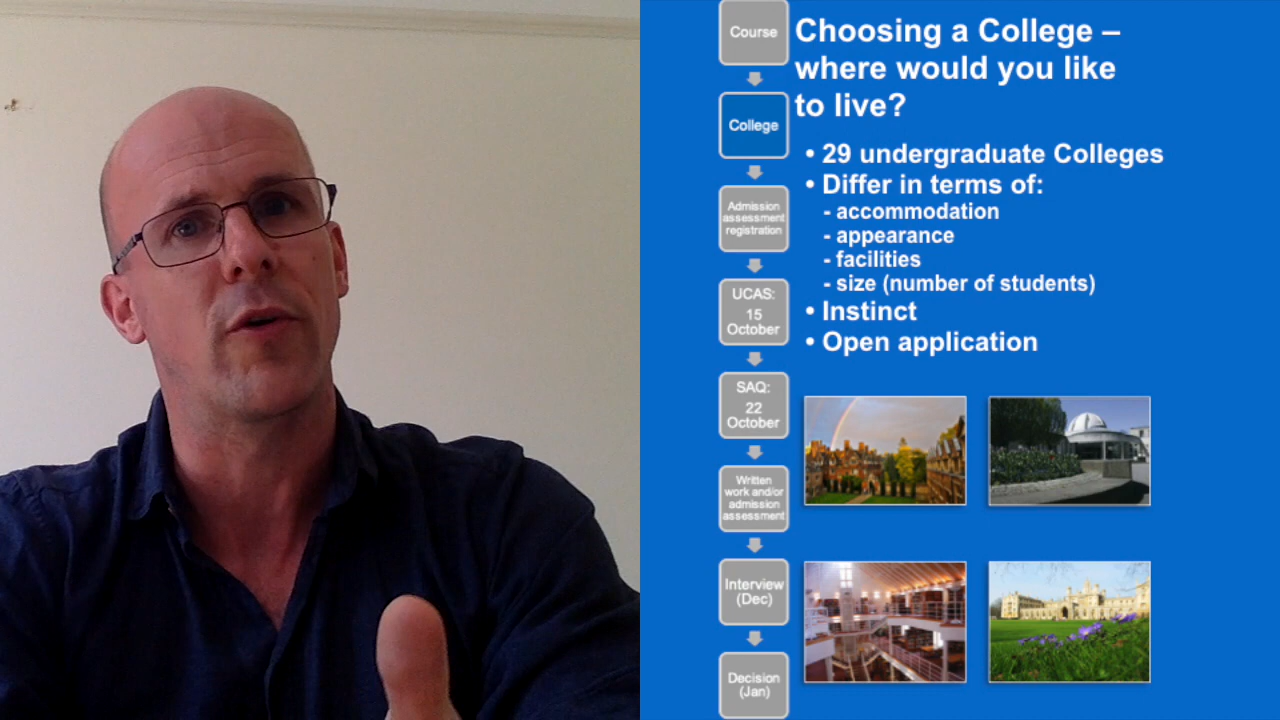 Course
College
Admission
assessment
registration
UCAS:
15
October
SAQ:
22
October
Written
work and/or
admission
assessment
Interview
(Dec)
Decision
(Jan)
Choosing a College –
where would you like
to live?
• 29 undergraduate Colleges
• Differ in terms of:
- accommodation
- appearance
- facilities
- size (number of students)
• Instinct
• Open application